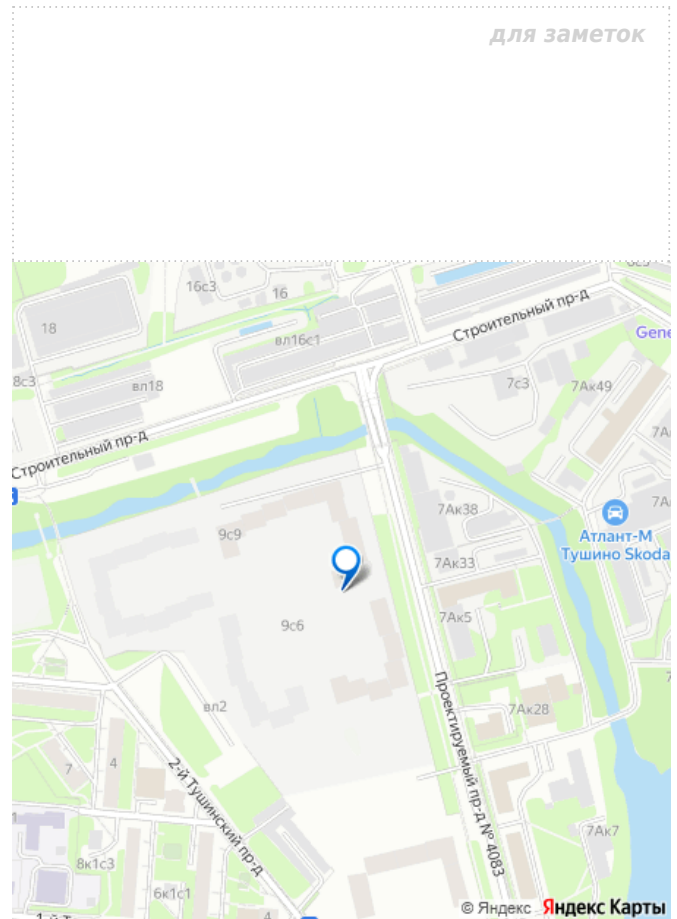 для заметок
16с3
16
18
вл16с1
Строительный пр-д
Gene
8с3
вл18
7с3
7Ак49
Строительный пр-д
7Ак38
9с9
Атлант-М
Тушино Skoda
7Ак33
9с6
7Ак5
вл2
7Ак28
Проектируемый пр-д № 4083
7
4
2-й Тушинский пр-д
7Ак7
8к1с3
6к1с1
4
© Яндекс Яндекс Карты